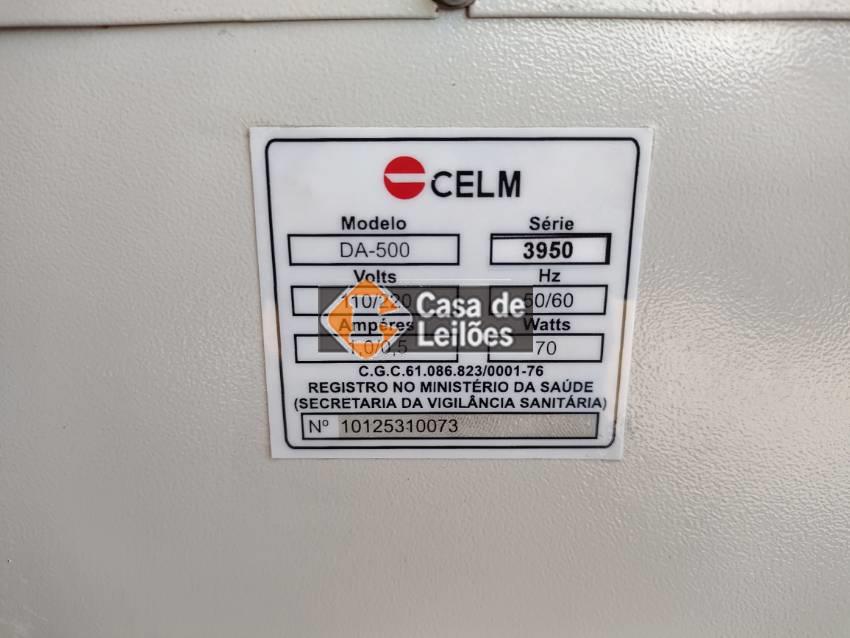 CELM
Modelo Série
DA-500 3950
Volts Hz
110/220 50/60
Casa de
Leilões
Ampéres Watts
1,0/0,5 70
C.G.C.61.086.823/0001-76
REGISTRO NO MINISTÉRIO DA SAÚDE
(SECRETARIA DA VIGILÂNCIA SANITÁRIA)
Nº 10125310073